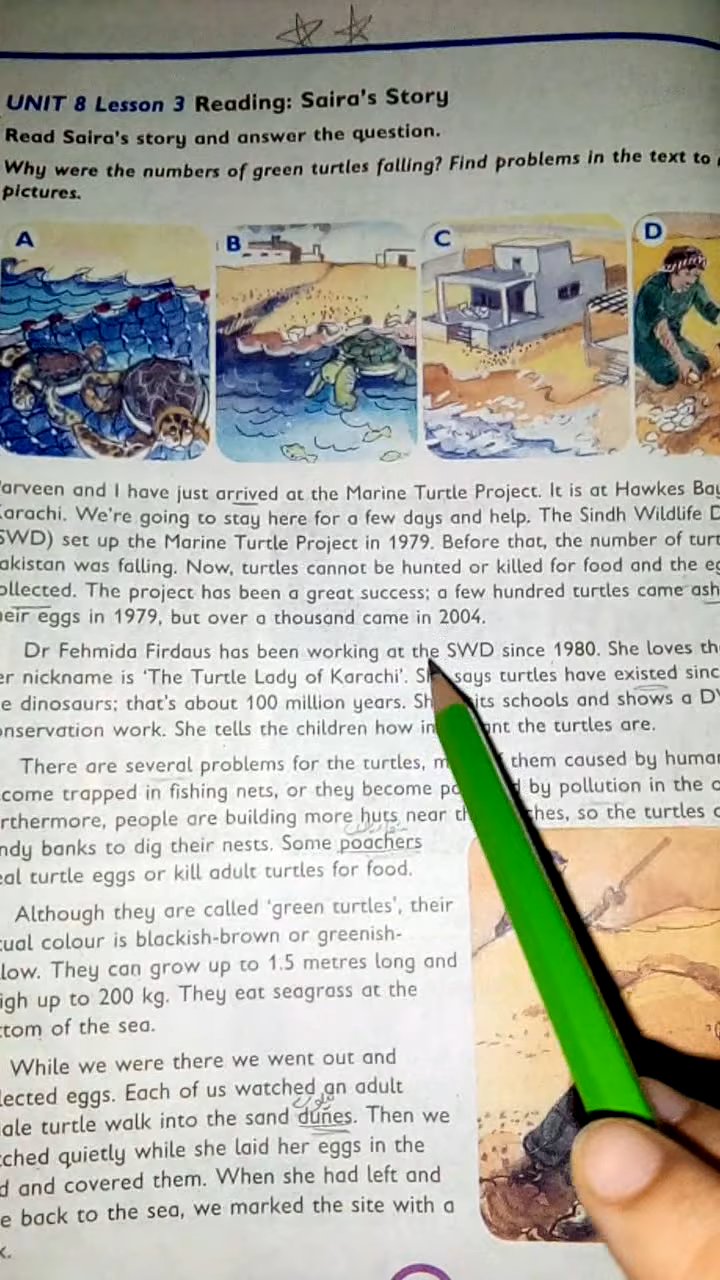 UNIT 8 Lesson 3 Reading: Saira's Story
Read Saira's story and answer the question.
Why were the numbers of green turtles falling? Find problems in the text to
pictures.
A B C D
arveen and I have just arrived at the Marine Turtle Project. It is at Hawkes Bay
arachi. We're going to stay here for a few days and help. The Sindh Wildlife D
SWD) set up the Marine Turtle Project in 1979. Before that, the number of turt
akistan was falling. Now, turtles cannot be hunted or killed for food and the eg
ollected. The project has been a great success; a few hundred turtles came ash
eir eggs in 1979, but over a thousand came in 2004.
Dr Fehmida Firdaus has been working at the SWD since 1980. She loves th
er nickname is 'The Turtle Lady of Karachi'. She says turtles have existed sinc
e dinosaurs; that's about 100 million years. Sh its schools and shows a DV
nservation work. She tells the children how im nt the turtles are.
There are several problems for the turtles, m them caused by human
come trapped in fishing nets, or they become po d by pollution in the o
rthermore, people are building more huts near th ches, so the turtles c
ndy banks to dig their nests. Some poachers
eal turtle eggs or kill adult turtles for food.
Although they are called 'green turtles', their
tual colour is blackish-brown or greenish-
low. They can grow up to 1.5 metres long and
igh up to 200 kg. They eat seagrass at the
ttom of the sea.
While we were there we went out and
lected eggs. Each of us watched an adult
ale turtle walk into the sand dunes. Then we
tched quietly while she laid her eggs in the
d and covered them. When she had left and
e back to the sea, we marked the site with a
k.